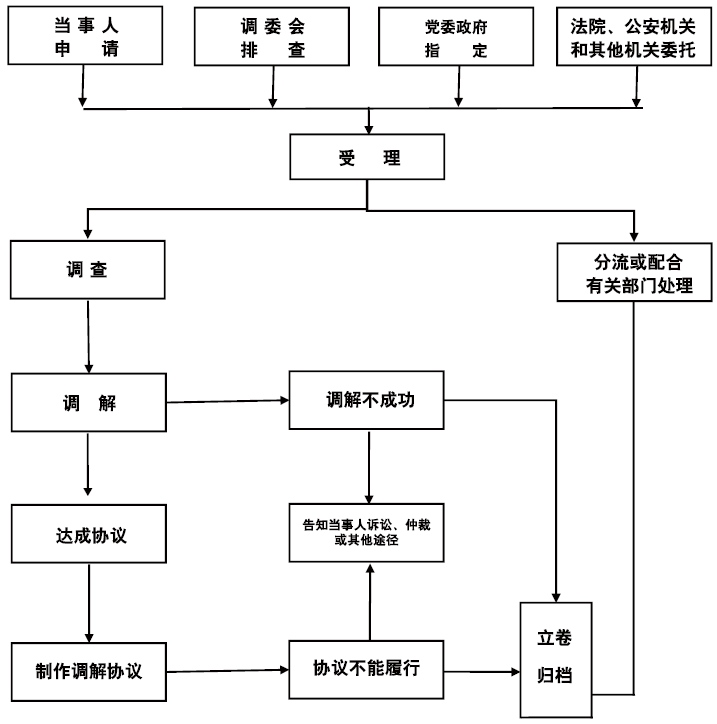 当事人
申请
调委会
排查
党委政府
指定
法院、公安机关
和其他机关委托
受理
调查
分流或配合
有关部门处理
调解
调解不成功
达成协议
告知当事人诉讼、仲裁
或其他途径
制作调解协议
协议不能履行
立卷
归档